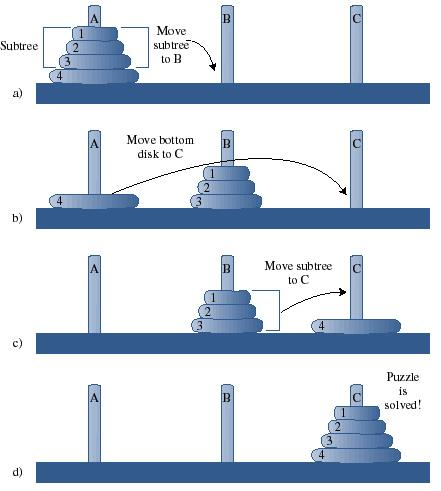 A
B
C
1
2
3
4
Subtree
Move
subtree
to B
a)
Move bottom
disk to C
A
B
C
1
2
3
4
b)
Move subtree
to C
A
B
C
1
2
3
4
c)
Puzzle
is
solved!
A
B
C
1
2
3
4
d)